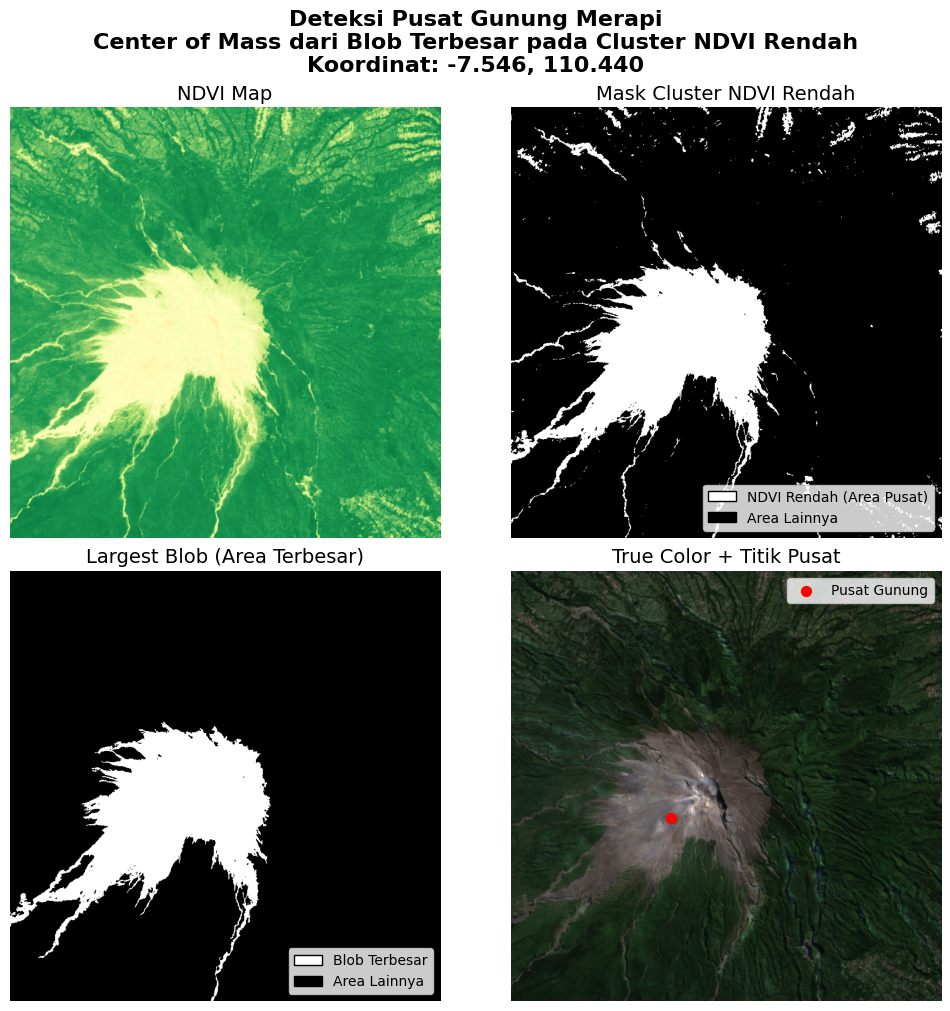 Deteksi Pusat Gunung Merapi
Center of Mass dari Blob Terbesar pada Cluster NDVI Rendah
Koordinat: -7.546, 110.440
NDVI Map
Mask Cluster NDVI Rendah
NDVI Rendah (Area Pusat)
Area Lainnya
Largest Blob (Area Terbesar)
Blob Terbesar
Area Lainnya
True Color + Titik Pusat
Pusat Gunung